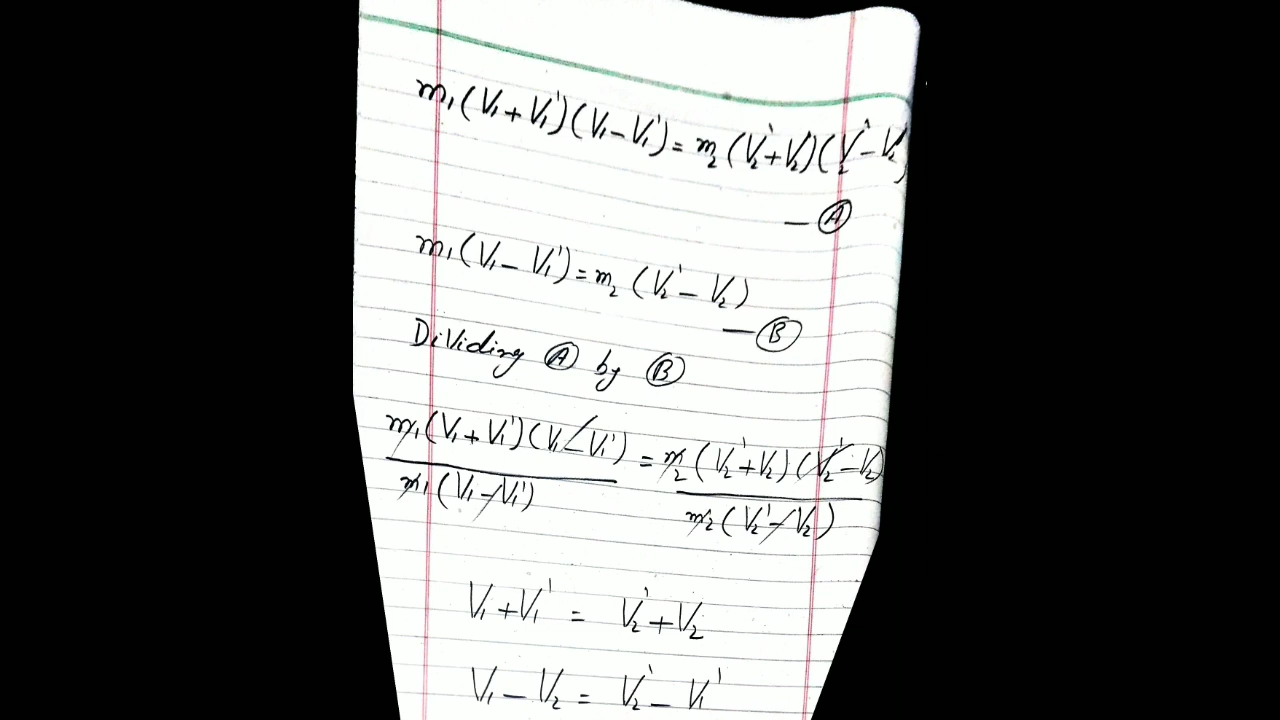 m₁(V₁+V₁')(V₁-V₁')=m₂(V₂'+V₂)(V₂'-V₂)
—Ⓐ
m₁(V₁-V₁')=m₂(V₂'-V₂)
—Ⓑ
Dividing Ⓐ by Ⓑ
m₁(V₁+V₁')(V₁-V₁') = m₂(V₂'+V₂)(V₂'-V₂)
m₁(V₁-V₁') m₂(V₂'-V₂)
V₁+V₁' = V₂'+V₂
V₁-V₂ = V₂'-V₁'